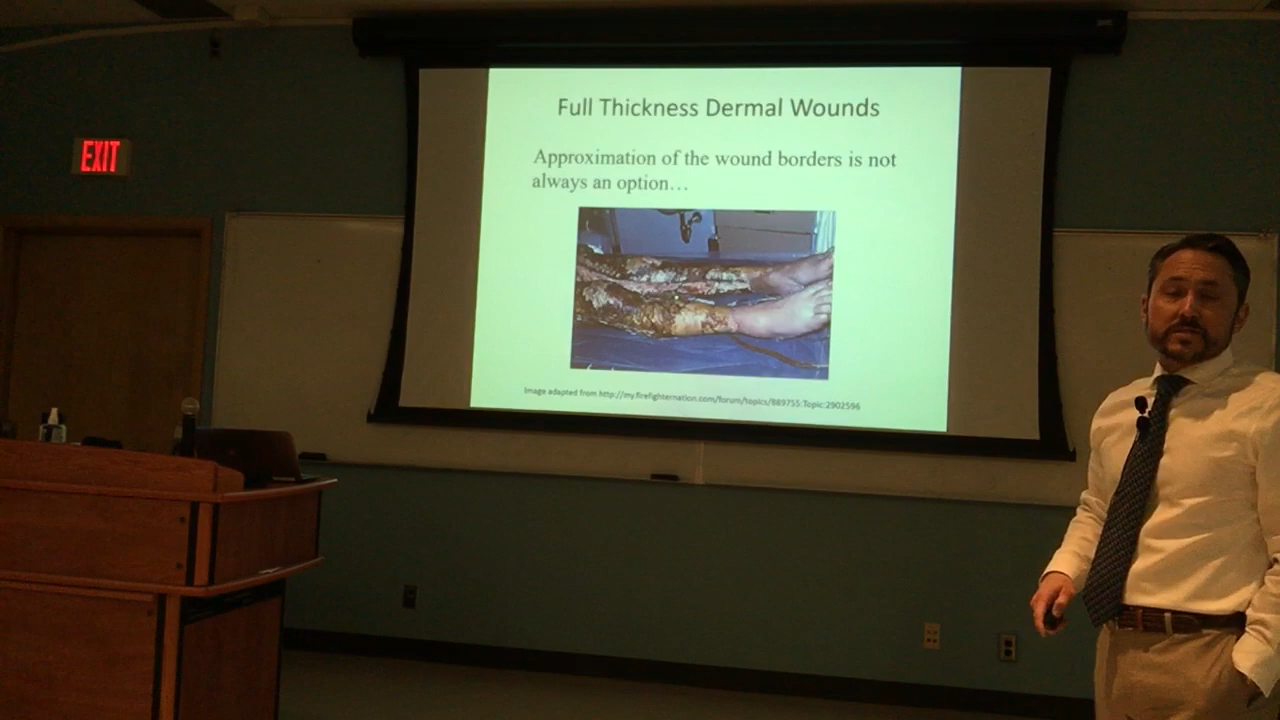 EXIT
Full Thickness Dermal Wounds
Approximation of the wound borders is not
always an option…
Image adapted from http://my.firefighternation.com/forum/topics/889755:Topic:2902596